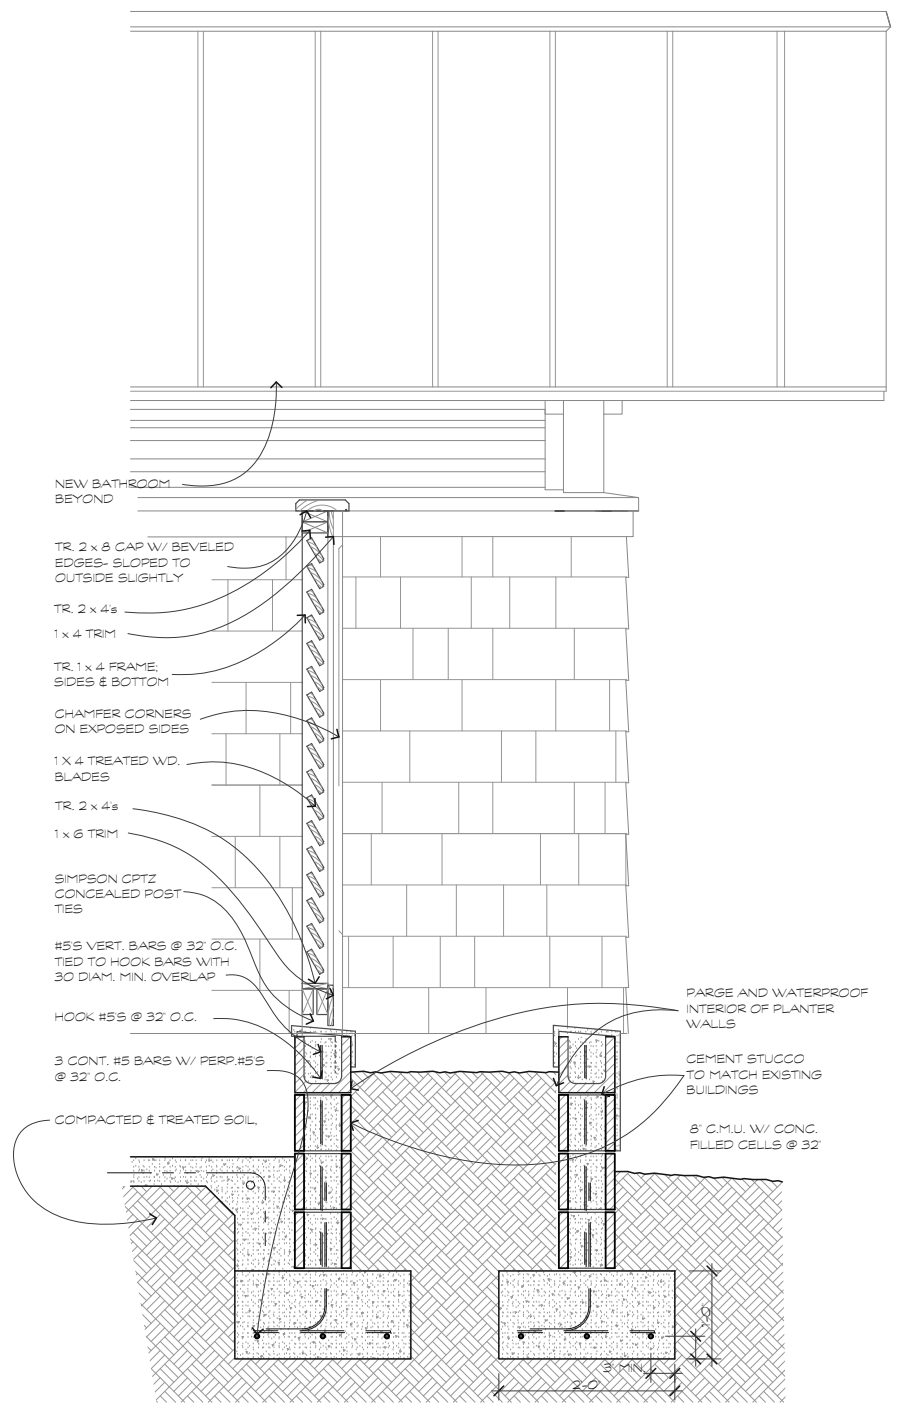 NEW BATHROOM
BEYOND
TR. 2 x 8 CAP W/ BEVELED
EDGES- SLOPED TO
OUTSIDE SLIGHTLY
TR. 2 x 4's
1 x 4 TRIM
TR. 1 x 4 FRAME;
SIDES & BOTTOM
CHAMFER CORNERS
ON EXPOSED SIDES
1 X 4 TREATED WD.
BLADES
TR. 2 x 4's
1 x 6 TRIM
SIMPSON CPTZ
CONCEALED POST
TIES
#5'S VERT. BARS @ 32" O.C.
TIED TO HOOK BARS WITH
30 DIAM. MIN. OVERLAP
HOOK #5'S @ 32" O.C.
3 CONT. #5 BARS W/ PERP.#5'S
@ 32" O.C.
COMPACTED & TREATED SOIL,
PARGE AND WATERPROOF
INTERIOR OF PLANTER
WALLS
CEMENT STUCCO
TO MATCH EXISTING
BUILDINGS
8" C.M.U. W/ CONC.
FILLED CELLS @ 32"
1'-0"
3" MIN.
2'-0"